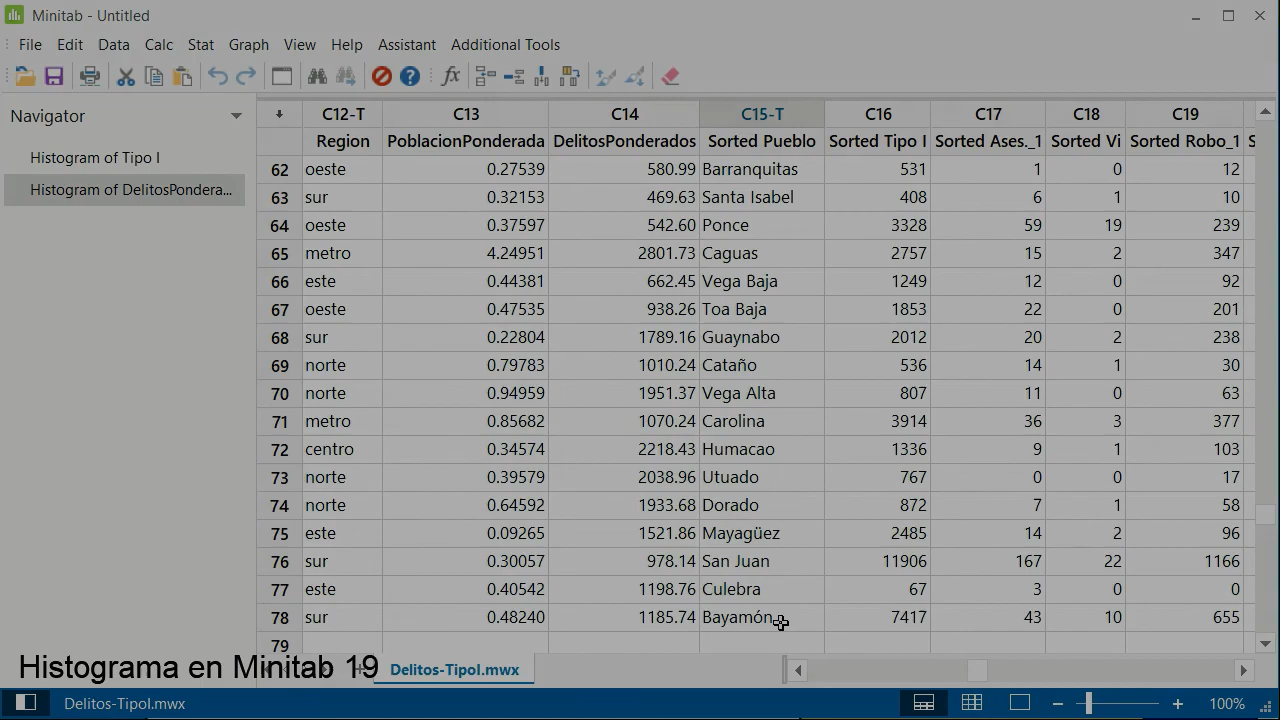 Minitab - Untitled
File Edit Data Calc Stat Graph View Help Assistant Additional Tools
Navigator
Histogram of Tipo I
Histogram of DelitosPondera...
C12-T C13 C14 C15-T C16 C17 C18 C19
Region PoblacionPonderada DelitosPonderados Sorted Pueblo Sorted Tipo I Sorted Ases._1 Sorted Vi Sorted Robo_1 S
62 oeste 0.27539 580.99 Barranquitas 531 1 0 12
63 sur 0.32153 469.63 Santa Isabel 408 6 1 10
64 oeste 0.37597 542.60 Ponce 3328 59 19 239
65 metro 4.24951 2801.73 Caguas 2757 15 2 347
66 este 0.44381 662.45 Vega Baja 1249 12 0 92
67 oeste 0.47535 938.26 Toa Baja 1853 22 0 201
68 sur 0.22804 1789.16 Guaynabo 2012 20 2 238
69 norte 0.79783 1010.24 Cataño 536 14 1 30
70 norte 0.94959 1951.37 Vega Alta 807 11 0 63
71 metro 0.85682 1070.24 Carolina 3914 36 3 377
72 centro 0.34574 2218.43 Humacao 1336 9 1 103
73 norte 0.39579 2038.96 Utuado 767 0 0 17
74 norte 0.64592 1933.68 Dorado 872 7 1 58
75 este 0.09265 1521.86 Mayagüez 2485 14 2 96
76 sur 0.30057 978.14 San Juan 11906 167 22 1166
77 este 0.40542 1198.76 Culebra 67 3 0 0
78 sur 0.48240 1185.74 Bayamón 7417 43 10 655
79
Histograma en Minitab 19
Delitos-TipoI.mwx
Delitos-TipoI.mwx
100%